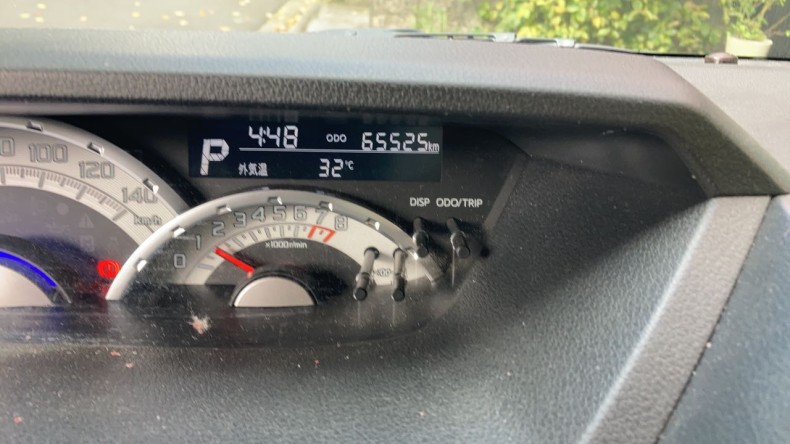 P 4:48 ODO 65525km
外気温 32℃
DISP ODO/TRIP
100 120 140
km/h
0 1 2 3 4 5 6 7 8
×1000r/min